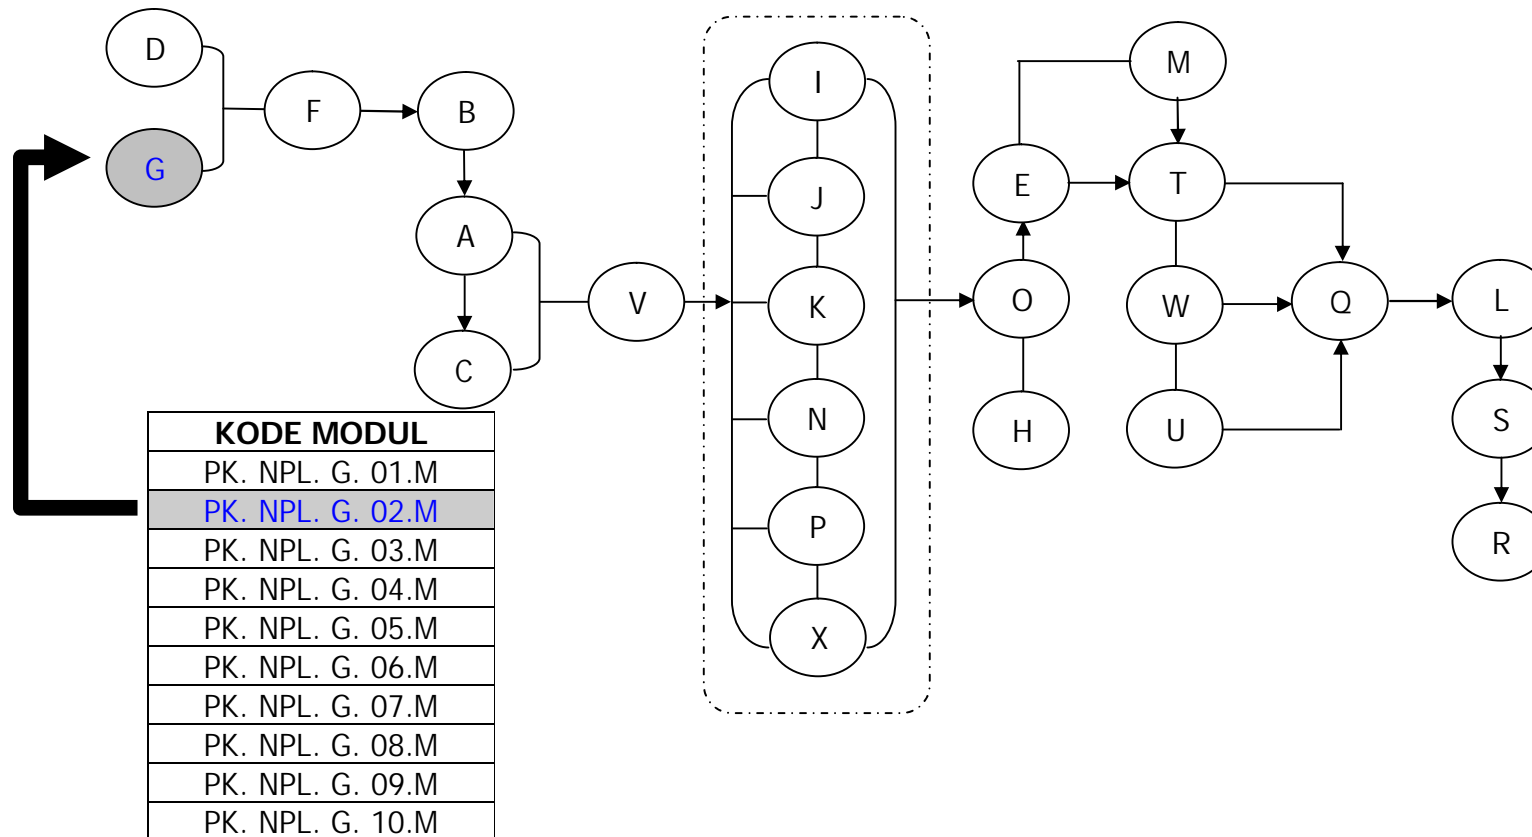 D
G
F
B
A
C
V
I
J
K
N
P
X
M
E
T
O
W
Q
H
U
L
S
R
KODE MODUL
PK. NPL. G. 01.M
PK. NPL. G. 02.M
PK. NPL. G. 03.M
PK. NPL. G. 04.M
PK. NPL. G. 05.M
PK. NPL. G. 06.M
PK. NPL. G. 07.M
PK. NPL. G. 08.M
PK. NPL. G. 09.M
PK. NPL. G. 10.M